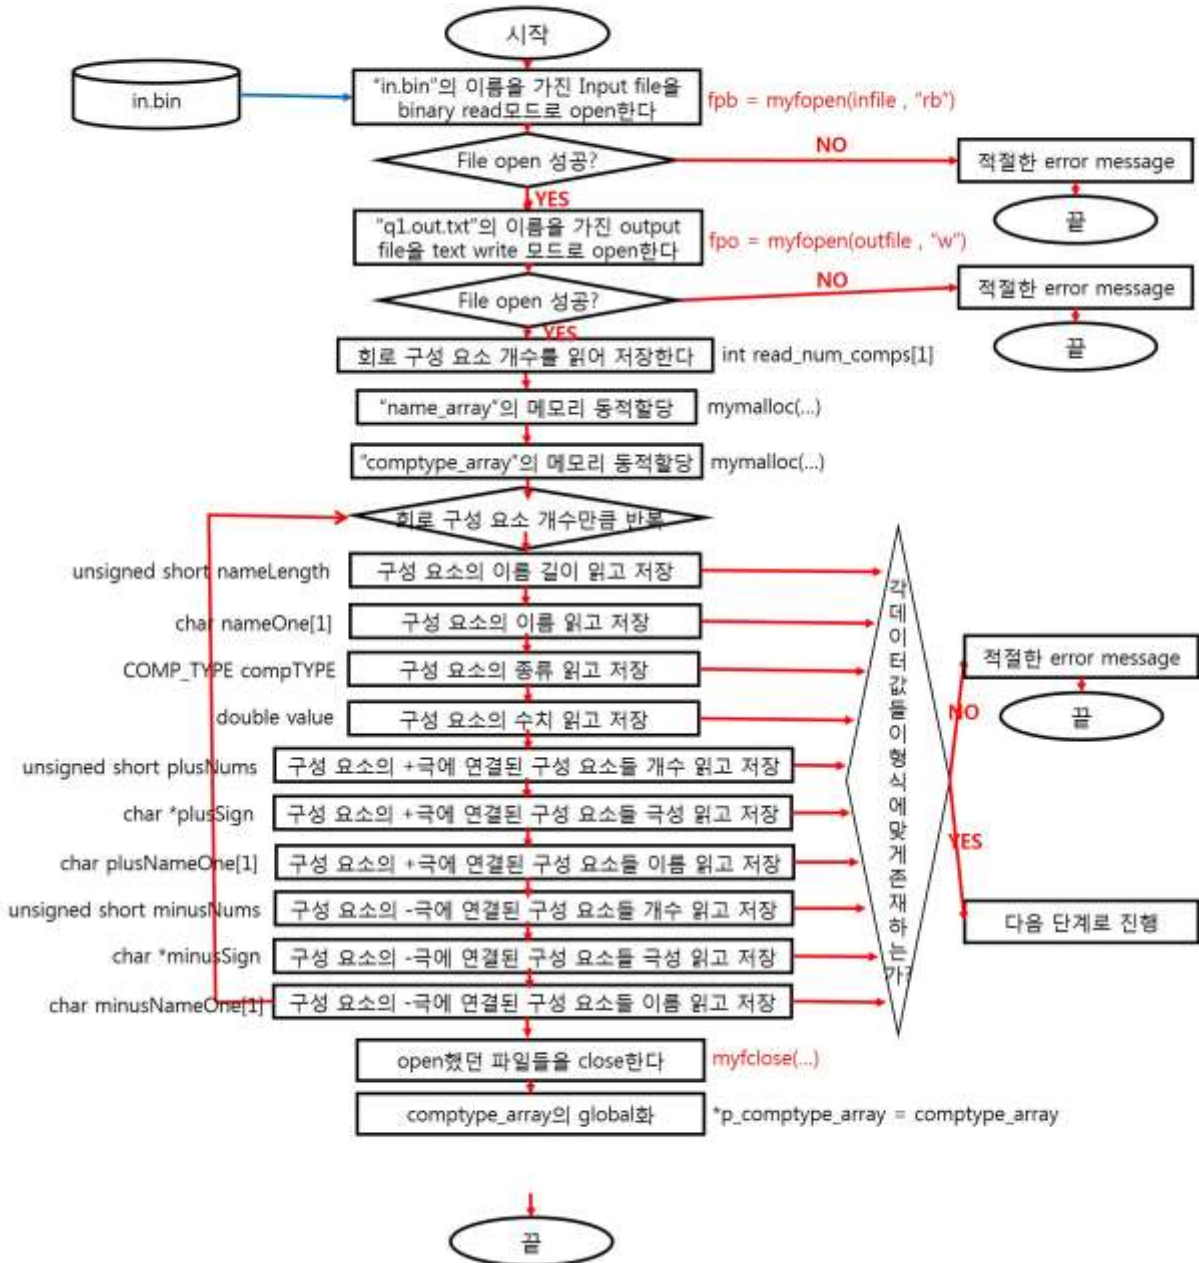 시작
in.bin
"in.bin"의 이름을 가진 Input file을
binary read모드로 open한다
fpb = myfopen(infile , "rb")
File open 성공?
NO
적절한 error message
끝
YES
"q1.out.txt"의 이름을 가진 output
file을 text write 모드로 open한다
fpo = myfopen(outfile , "w")
File open 성공?
NO
적절한 error message
끝
YES
회로 구성 요소 개수를 읽어 저장한다
int read_num_comps[1]
"name_array"의 메모리 동적할당
mymalloc(...)
"comptype_array"의 메모리 동적할당
mymalloc(...)
회로 구성 요소 개수만큼 반복
unsigned short nameLength
구성 요소의 이름 길이 읽고 저장
char nameOne[1]
구성 요소의 이름 읽고 저장
COMP_TYPE compTYPE
구성 요소의 종류 읽고 저장
double value
구성 요소의 수치 읽고 저장
unsigned short plusNums
구성 요소의 +극에 연결된 구성 요소들 개수 읽고 저장
char *plusSign
구성 요소의 +극에 연결된 구성 요소들 극성 읽고 저장
char plusNameOne[1]
구성 요소의 +극에 연결된 구성 요소들 이름 읽고 저장
unsigned short minusNums
구성 요소의 -극에 연결된 구성 요소들 개수 읽고 저장
char *minusSign
구성 요소의 -극에 연결된 구성 요소들 극성 읽고 저장
char minusNameOne[1]
구성 요소의 -극에 연결된 구성 요소들 이름 읽고 저장
각
데
이
터
값
들
이
형
식
에
맞
게
존
재
하
는
가?
NO
적절한 error message
끝
YES
다음 단계로 진행
open했던 파일들을 close한다
myfclose(...)
comptype_array의 global화
*p_comptype_array = comptype_array
끝